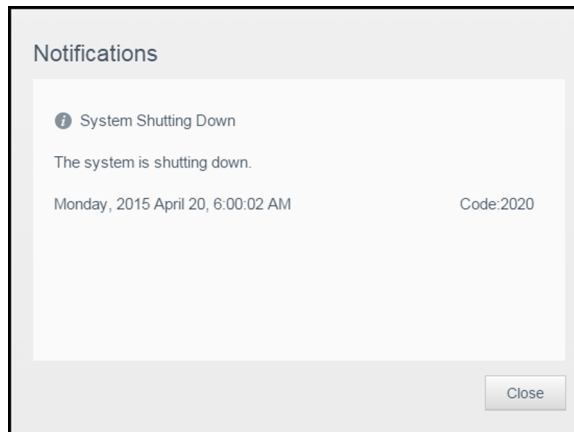 Notifications
System Shutting Down
The system is shutting down.
Monday, 2015 April 20, 6:00:02 AM Code:2020
Close